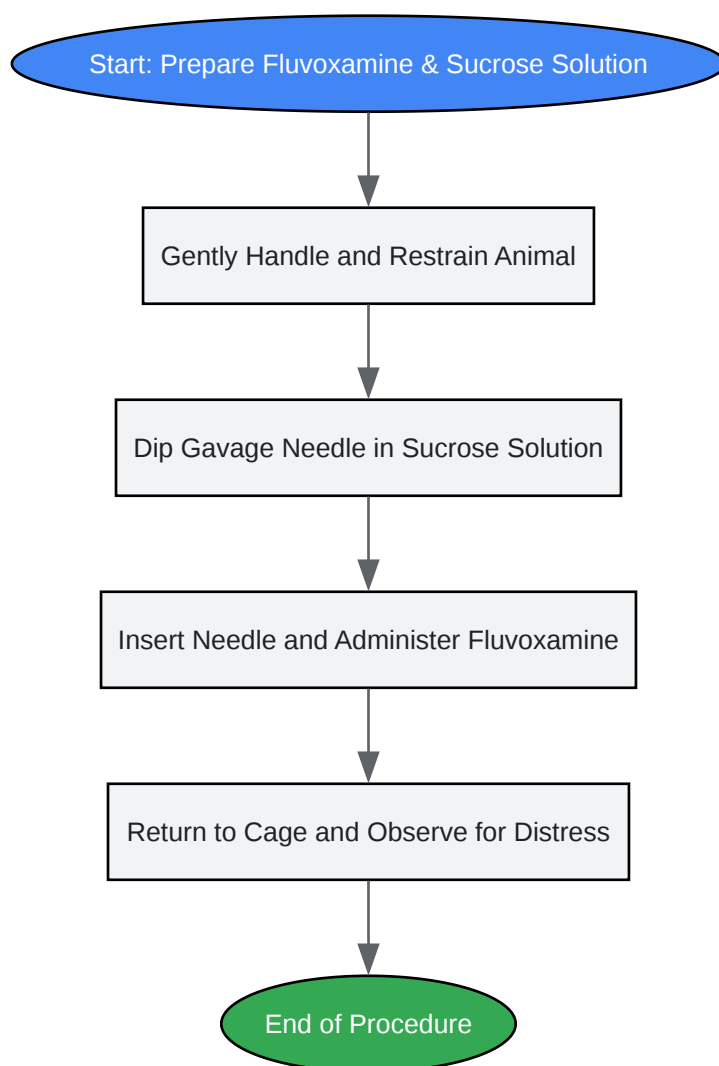 Start: Prepare Fluvoxamine & Sucrose Solution
Gently Handle and Restrain Animal
Dip Gavage Needle in Sucrose Solution
Insert Needle and Administer Fluvoxamine
Return to Cage and Observe for Distress
End of Procedure